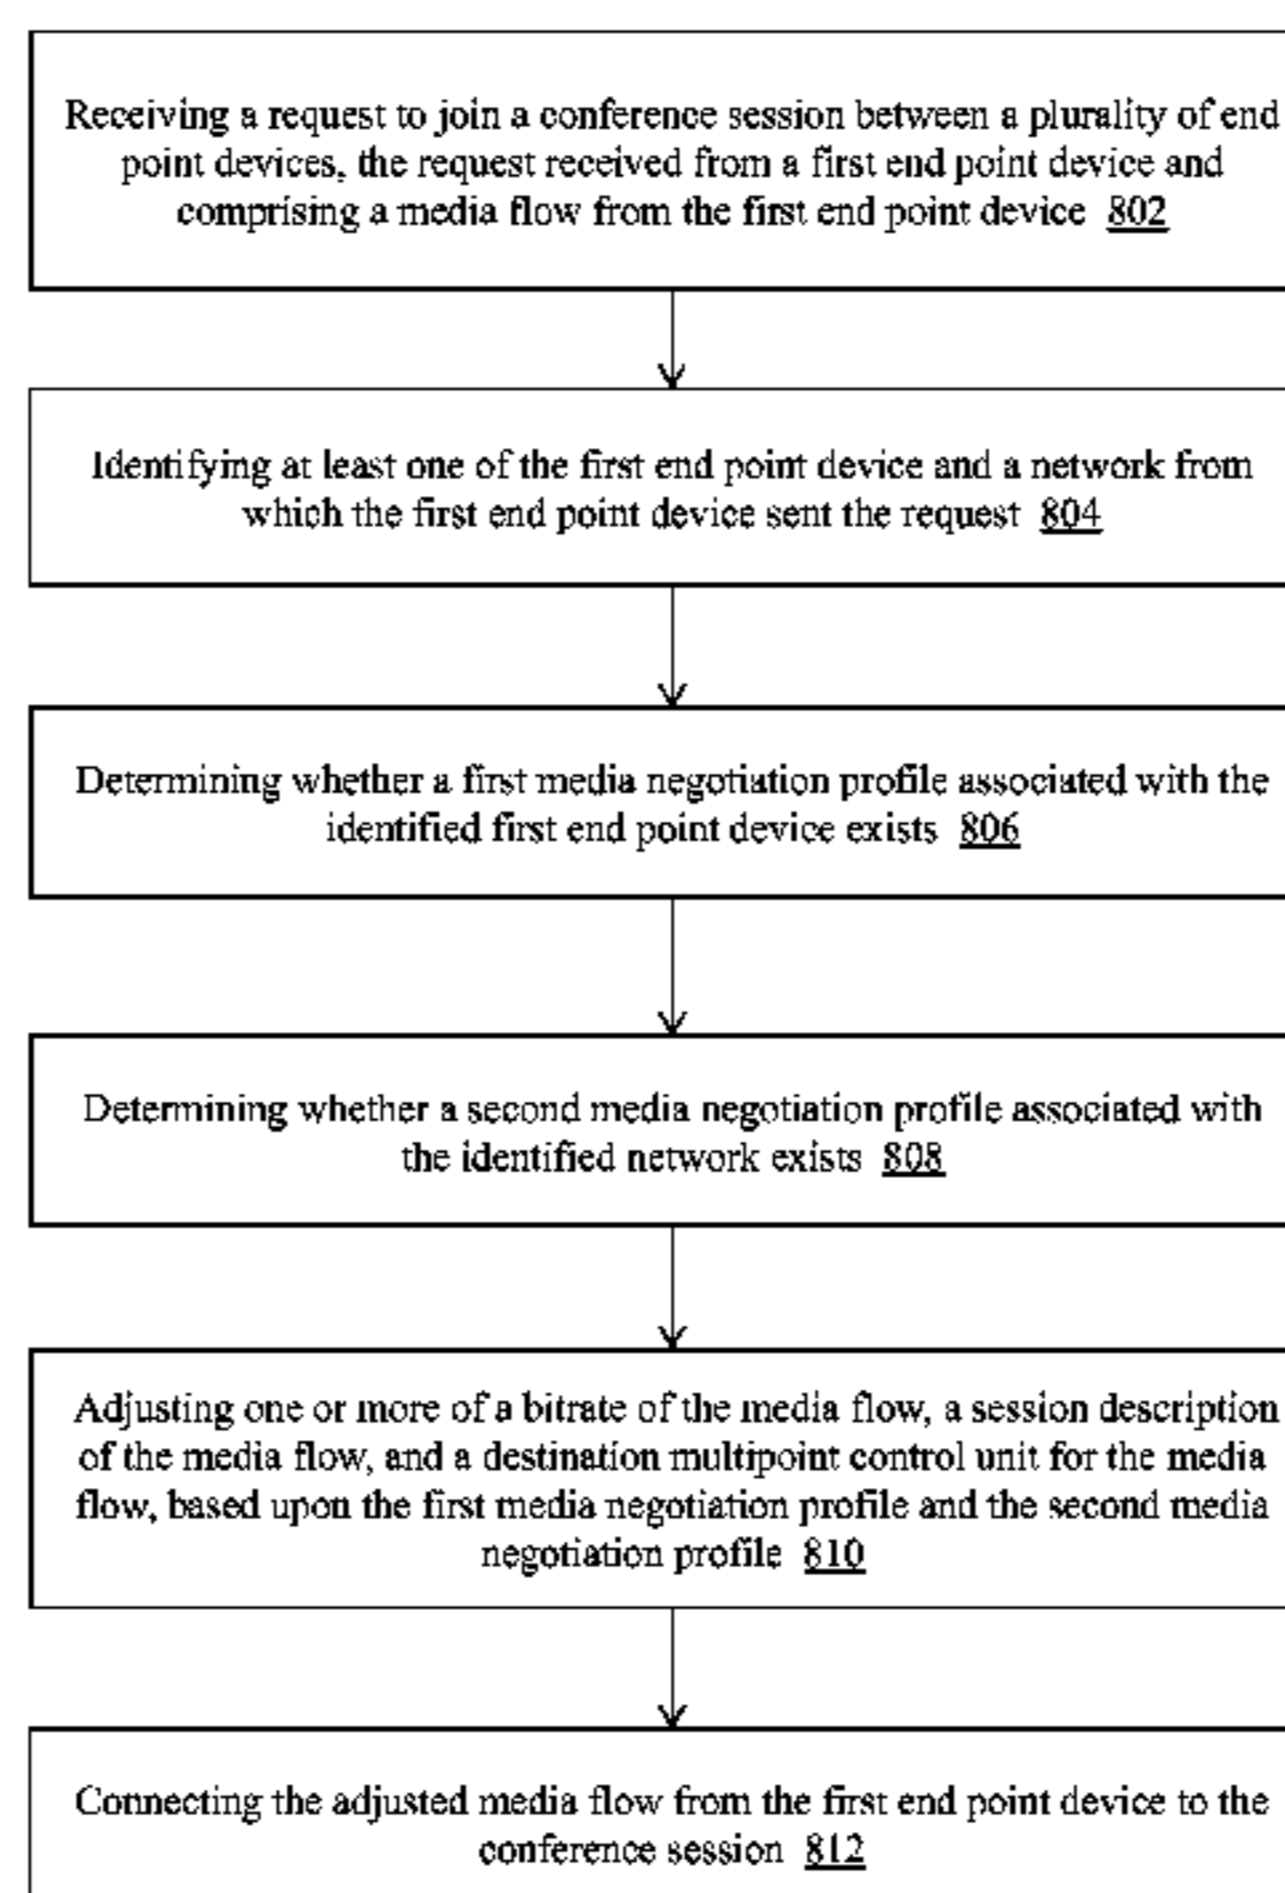 Receiving a request to join a conference session between a plurality of end
point devices, the request received from a first end point device and
comprising a media flow from the first end point device 802
Identifying at least one of the first end point device and a network from
which the first end point device sent the request 804
Determining whether a first media negotiation profile associated with the
identified first end point device exists 806
Determining whether a second media negotiation profile associated with
the identified network exists 808
Adjusting one or more of a bitrate of the media flow, a session description
of the media flow, and a destination multipoint control unit for the media
flow, based upon the first media negotiation profile and the second media
negotiation profile 810
Connecting the adjusted media flow from the first end point device to the
conference session 812